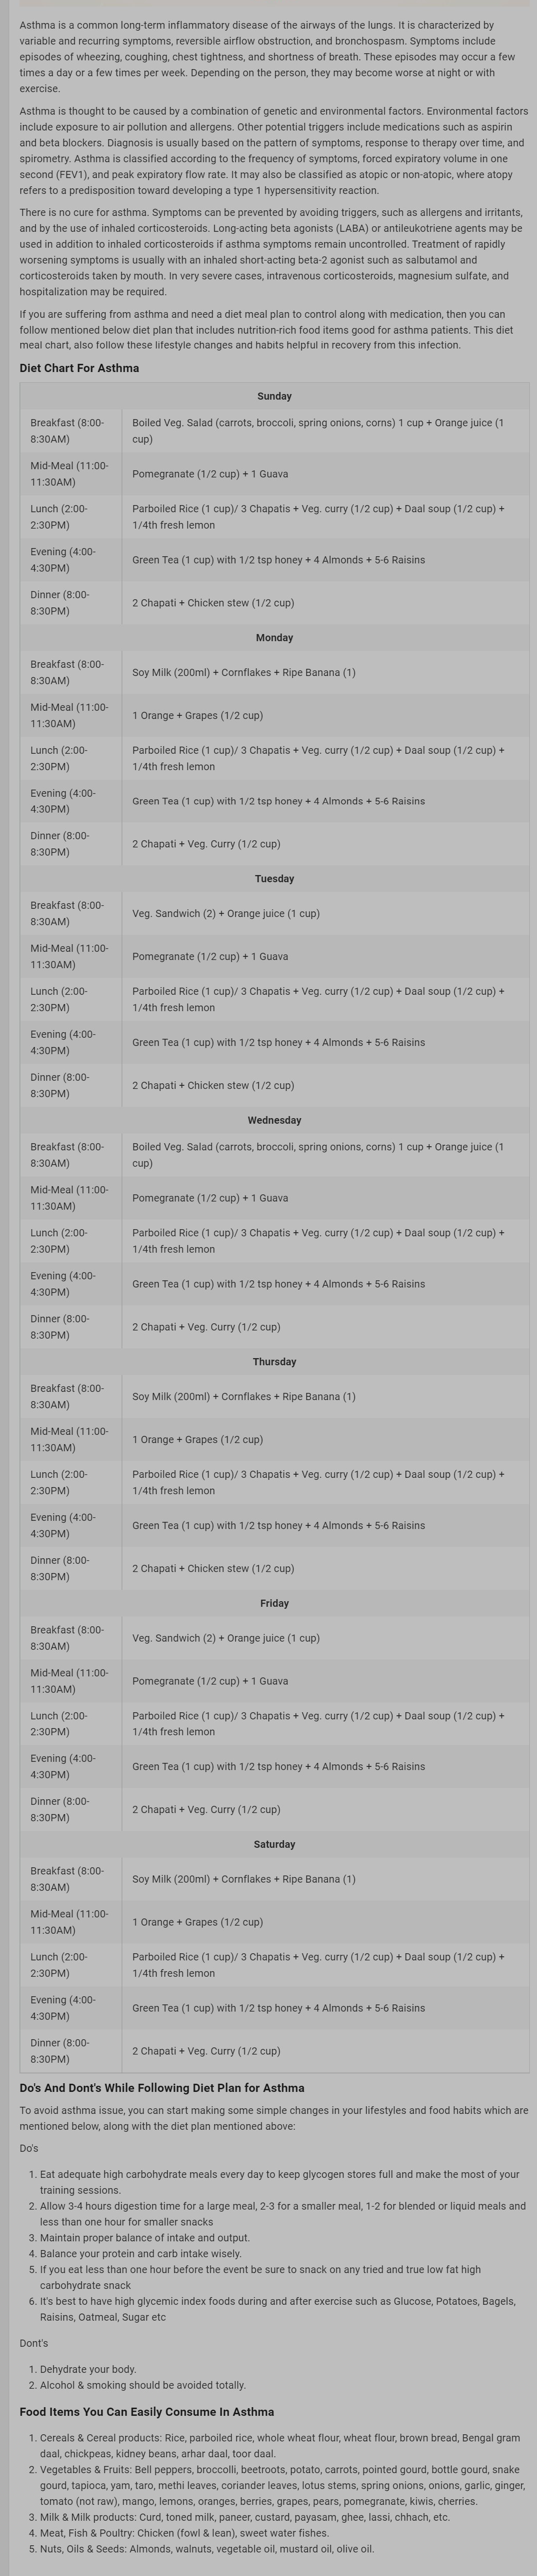 Asthma is a common long-term inflammatory disease of the airways of the lungs. It is characterized by
variable and recurring symptoms, reversible airflow obstruction, and bronchospasm. Symptoms include
episodes of wheezing, coughing, chest tightness, and shortness of breath. These episodes may occur a few
times a day or a few times per week. Depending on the person, they may become worse at night or with
exercise.
Asthma is thought to be caused by a combination of genetic and environmental factors. Environmental factors
include exposure to air pollution and allergens. Other potential triggers include medications such as aspirin
and beta blockers. Diagnosis is usually based on the pattern of symptoms, response to therapy over time, and
spirometry. Asthma is classified according to the frequency of symptoms, forced expiratory volume in one
second (FEV1), and peak expiratory flow rate. It may also be classified as atopic or non-atopic, where atopy
refers to a predisposition toward developing a type 1 hypersensitivity reaction.
There is no cure for asthma. Symptoms can be prevented by avoiding triggers, such as allergens and irritants,
and by the use of inhaled corticosteroids. Long-acting beta agonists (LABA) or antileukotriene agents may be
used in addition to inhaled corticosteroids if asthma symptoms remain uncontrolled. Treatment of rapidly
worsening symptoms is usually with an inhaled short-acting beta-2 agonist such as salbutamol and
corticosteroids taken by mouth. In very severe cases, intravenous corticosteroids, magnesium sulfate, and
hospitalization may be required.
If you are suffering from asthma and need a diet meal plan to control along with medication, then you can
follow mentioned below diet plan that includes nutrition-rich food items good for asthma patients. This diet
meal chart, also follow these lifestyle changes and habits helpful in recovery from this infection.
Diet Chart For Asthma
Sunday
Breakfast (8:00-
8:30AM)
Boiled Veg. Salad (carrots, broccoli, spring onions, corns) 1 cup + Orange juice (1
cup)
Mid-Meal (11:00-
11:30AM)
Pomegranate (1/2 cup) + 1 Guava
Lunch (2:00-
2:30PM)
Parboiled Rice (1 cup)/ 3 Chapatis + Veg. curry (1/2 cup) + Daal soup (1/2 cup) +
1/4th fresh lemon
Evening (4:00-
4:30PM)
Green Tea (1 cup) with 1/2 tsp honey + 4 Almonds + 5-6 Raisins
Dinner (8:00-
8:30PM)
2 Chapati + Chicken stew (1/2 cup)
Monday
Breakfast (8:00-
8:30AM)
Soy Milk (200ml) + Cornflakes + Ripe Banana (1)
Mid-Meal (11:00-
11:30AM)
1 Orange + Grapes (1/2 cup)
Lunch (2:00-
2:30PM)
Parboiled Rice (1 cup)/ 3 Chapatis + Veg. curry (1/2 cup) + Daal soup (1/2 cup) +
1/4th fresh lemon
Evening (4:00-
4:30PM)
Green Tea (1 cup) with 1/2 tsp honey + 4 Almonds + 5-6 Raisins
Dinner (8:00-
8:30PM)
2 Chapati + Veg. Curry (1/2 cup)
Tuesday
Breakfast (8:00-
8:30AM)
Veg. Sandwich (2) + Orange juice (1 cup)
Mid-Meal (11:00-
11:30AM)
Pomegranate (1/2 cup) + 1 Guava
Lunch (2:00-
2:30PM)
Parboiled Rice (1 cup)/ 3 Chapatis + Veg. curry (1/2 cup) + Daal soup (1/2 cup) +
1/4th fresh lemon
Evening (4:00-
4:30PM)
Green Tea (1 cup) with 1/2 tsp honey + 4 Almonds + 5-6 Raisins
Dinner (8:00-
8:30PM)
2 Chapati + Chicken stew (1/2 cup)
Wednesday
Breakfast (8:00-
8:30AM)
Boiled Veg. Salad (carrots, broccoli, spring onions, corns) 1 cup + Orange juice (1
cup)
Mid-Meal (11:00-
11:30AM)
Pomegranate (1/2 cup) + 1 Guava
Lunch (2:00-
2:30PM)
Parboiled Rice (1 cup)/ 3 Chapatis + Veg. curry (1/2 cup) + Daal soup (1/2 cup) +
1/4th fresh lemon
Evening (4:00-
4:30PM)
Green Tea (1 cup) with 1/2 tsp honey + 4 Almonds + 5-6 Raisins
Dinner (8:00-
8:30PM)
2 Chapati + Veg. Curry (1/2 cup)
Thursday
Breakfast (8:00-
8:30AM)
Soy Milk (200ml) + Cornflakes + Ripe Banana (1)
Mid-Meal (11:00-
11:30AM)
1 Orange + Grapes (1/2 cup)
Lunch (2:00-
2:30PM)
Parboiled Rice (1 cup)/ 3 Chapatis + Veg. curry (1/2 cup) + Daal soup (1/2 cup) +
1/4th fresh lemon
Evening (4:00-
4:30PM)
Green Tea (1 cup) with 1/2 tsp honey + 4 Almonds + 5-6 Raisins
Dinner (8:00-
8:30PM)
2 Chapati + Chicken stew (1/2 cup)
Friday
Breakfast (8:00-
8:30AM)
Veg. Sandwich (2) + Orange juice (1 cup)
Mid-Meal (11:00-
11:30AM)
Pomegranate (1/2 cup) + 1 Guava
Lunch (2:00-
2:30PM)
Parboiled Rice (1 cup)/ 3 Chapatis + Veg. curry (1/2 cup) + Daal soup (1/2 cup) +
1/4th fresh lemon
Evening (4:00-
4:30PM)
Green Tea (1 cup) with 1/2 tsp honey + 4 Almonds + 5-6 Raisins
Dinner (8:00-
8:30PM)
2 Chapati + Veg. Curry (1/2 cup)
Saturday
Breakfast (8:00-
8:30AM)
Soy Milk (200ml) + Cornflakes + Ripe Banana (1)
Mid-Meal (11:00-
11:30AM)
1 Orange + Grapes (1/2 cup)
Lunch (2:00-
2:30PM)
Parboiled Rice (1 cup)/ 3 Chapatis + Veg. curry (1/2 cup) + Daal soup (1/2 cup) +
1/4th fresh lemon
Evening (4:00-
4:30PM)
Green Tea (1 cup) with 1/2 tsp honey + 4 Almonds + 5-6 Raisins
Dinner (8:00-
8:30PM)
2 Chapati + Veg. Curry (1/2 cup)
Do's And Dont's While Following Diet Plan for Asthma
To avoid asthma issue, you can start making some simple changes in your lifestyles and food habits which are
mentioned below, along with the diet plan mentioned above:
Do's
1. Eat adequate high carbohydrate meals every day to keep glycogen stores full and make the most of your
training sessions.
2. Allow 3-4 hours digestion time for a large meal, 2-3 for a smaller meal, 1-2 for blended or liquid meals and
less than one hour for smaller snacks
3. Maintain proper balance of intake and output.
4. Balance your protein and carb intake wisely.
5. If you eat less than one hour before the event be sure to snack on any tried and true low fat high
carbohydrate snack
6. It's best to have high glycemic index foods during and after exercise such as Glucose, Potatoes, Bagels,
Raisins, Oatmeal, Sugar etc
Dont's
1. Dehydrate your body.
2. Alcohol & smoking should be avoided totally.
Food Items You Can Easily Consume In Asthma
1. Cereals & Cereal products: Rice, parboiled rice, whole wheat flour, wheat flour, brown bread, Bengal gram
daal, chickpeas, kidney beans, arhar daal, toor daal.
2. Vegetables & Fruits: Bell peppers, broccolli, beetroots, potato, carrots, pointed gourd, bottle gourd, snake
gourd, tapioca, yam, taro, methi leaves, coriander leaves, lotus stems, spring onions, onions, garlic, ginger,
tomato (not raw), mango, lemons, oranges, berries, grapes, pears, pomegranate, kiwis, cherries.
3. Milk & Milk products: Curd, toned milk, paneer, custard, payasam, ghee, lassi, chhach, etc.
4. Meat, Fish & Poultry: Chicken (fowl & lean), sweet water fishes.
5. Nuts, Oils & Seeds: Almonds, walnuts, vegetable oil, mustard oil, olive oil.